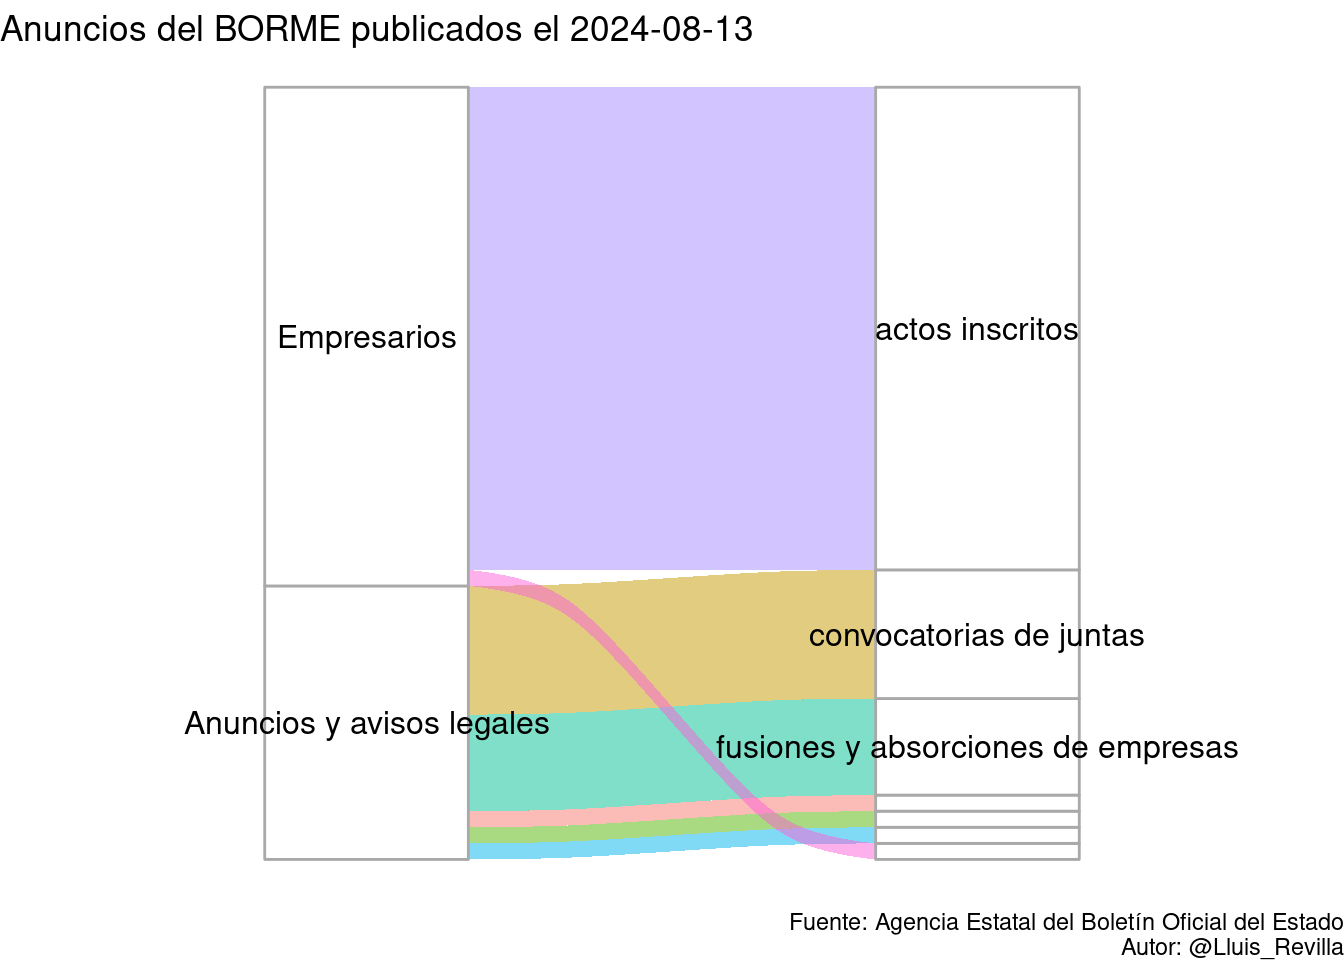 Anuncios del BORME publicados el 2024-08-13
Empresarios
actos inscritos
convocatorias de juntas
Anuncios y avisos legales
fusiones y absorciones de empresas
Fuente: Agencia Estatal del Boletín Oficial del Estado
Autor: @Lluis_Revilla